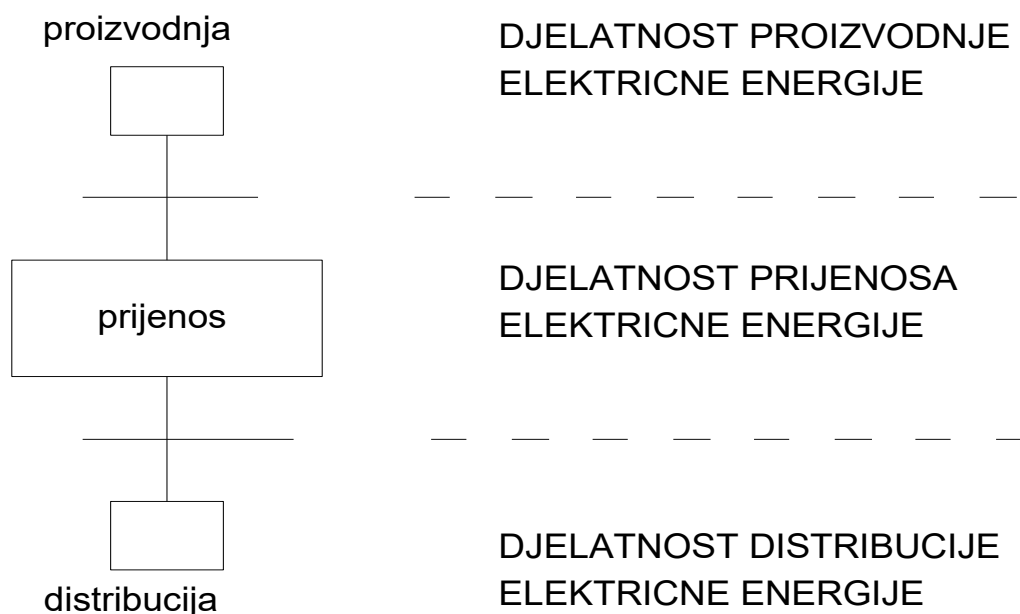 proizvodnja
DJELATNOST PROIZVODNJE
ELEKTRICNE ENERGIJE
prijenos
DJELATNOST PRIJENOSA
ELEKTRICNE ENERGIJE
distribucija
DJELATNOST DISTRIBUCIJE
ELEKTRICNE ENERGIJE